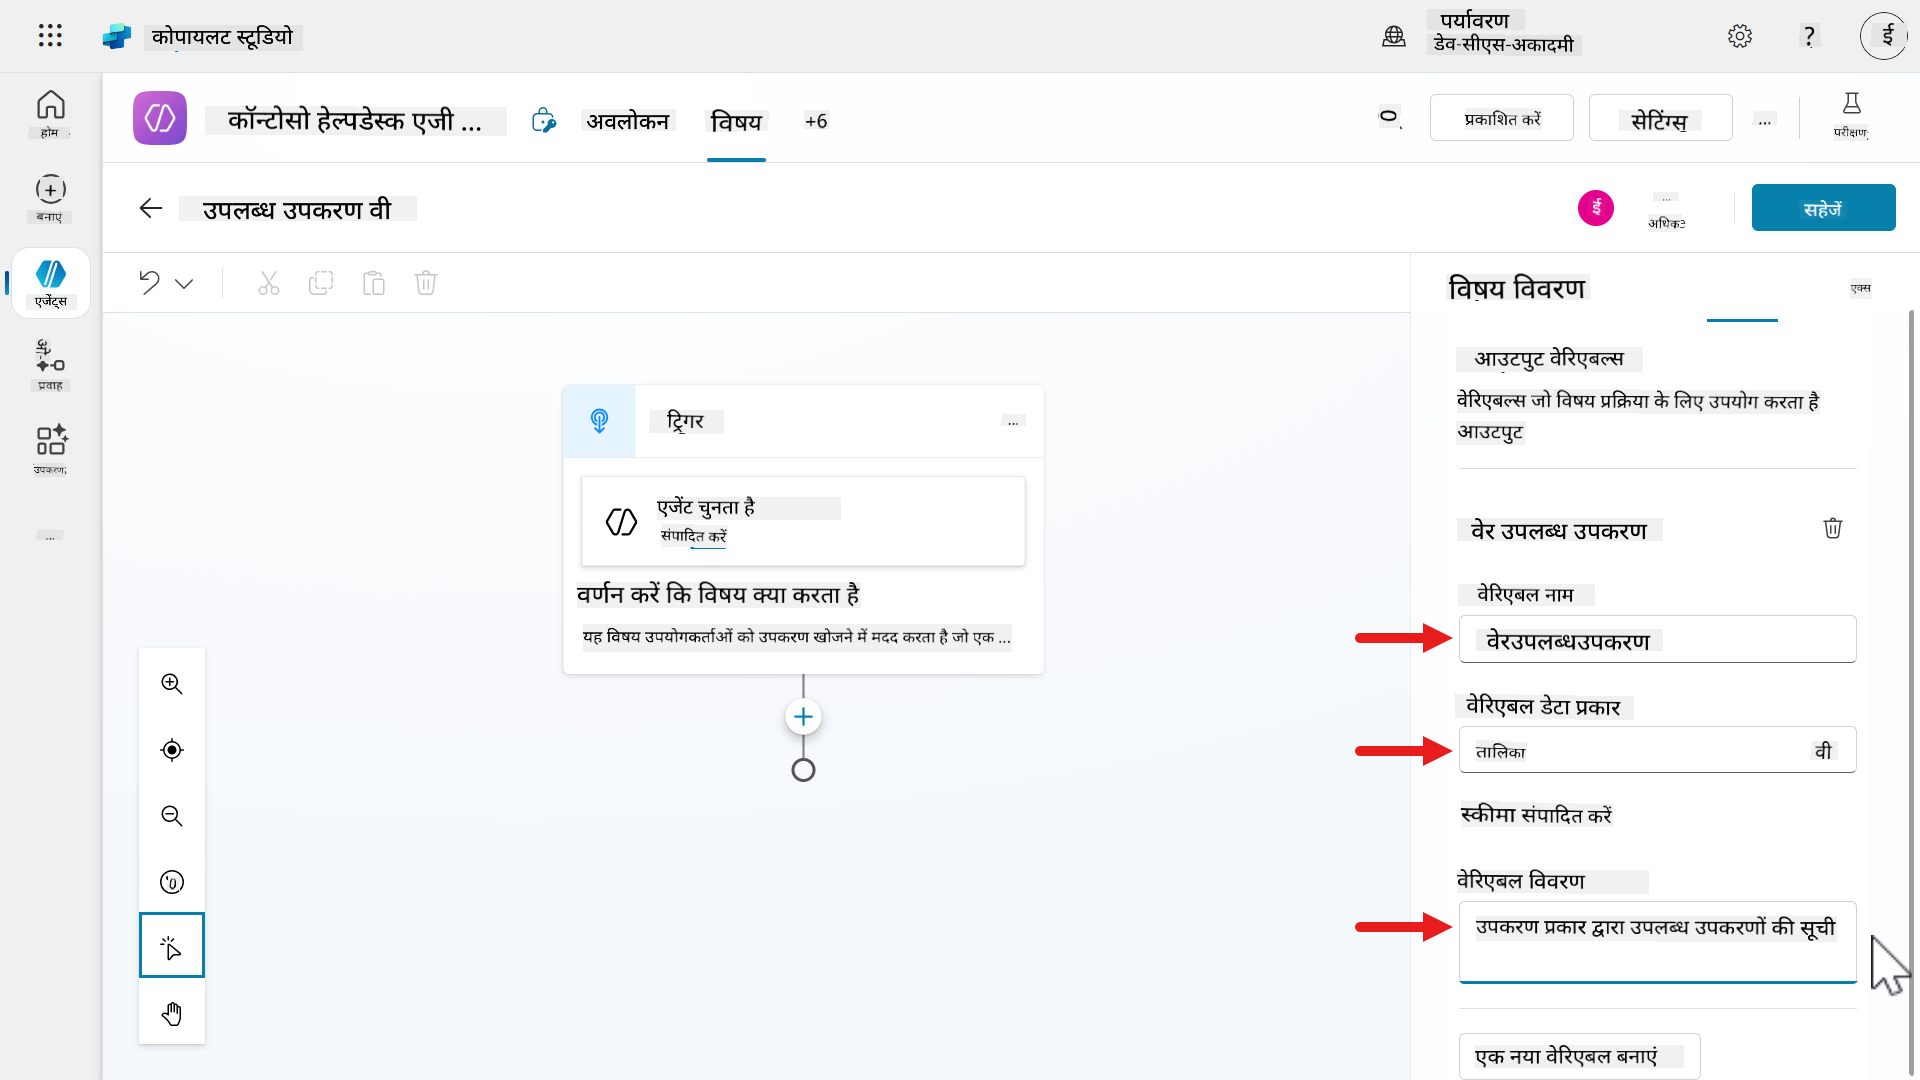 कोपायलट स्टूडियो
पर्यावरण
डेव-सीएस-अकादमी
?
ई
होम
बनाएं
एजेंट्स
प्रवाह
उपकरण
...
कॉन्टोसो हेल्पडेस्क एजी ...
अवलोकन
विषय
+6
प्रकाशित करें
सेटिंग्स
...
परीक्षण
उपलब्ध उपकरण वी
ई
...
अधिक
सहेजें
ट्रिगर
...
एजेंट चुनता है
संपादित करें
वर्णन करें कि विषय क्या करता है
यह विषय उपयोगकर्ताओं को उपकरण खोजने में मदद करता है जो एक ...
विषय विवरण
एक्स
आउटपुट वेरिएबल्स
वेरिएबल्स जो विषय प्रक्रिया के लिए उपयोग करता है
आउटपुट
वेर उपलब्ध उपकरण
वेरिएबल नाम
वेरउपलब्धउपकरण
वेरिएबल डेटा प्रकार
तालिका वी
स्कीमा संपादित करें
वेरिएबल विवरण
उपकरण प्रकार द्वारा उपलब्ध उपकरणों की सूची
एक नया वेरिएबल बनाएं